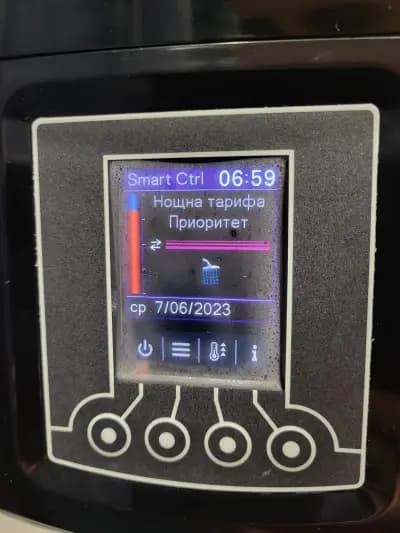 Smart Ctrl 06:59
Нощна тарифа
Приоритет
ср 7/06/2023
i